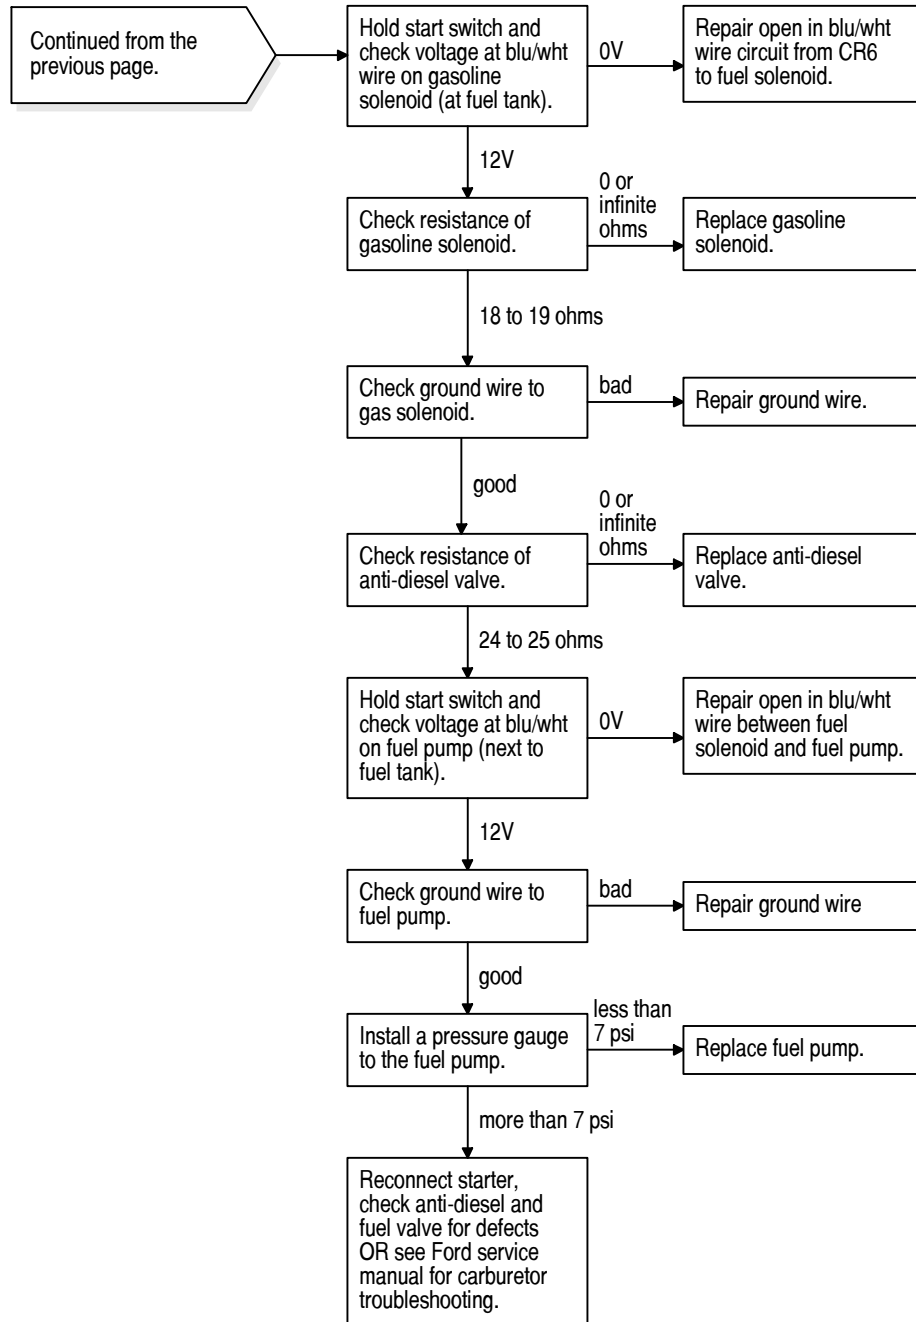 Continued from the
previous page.
Hold start switch and
check voltage at blu/wht
wire on gasoline
solenoid (at fuel tank).
0V
Repair open in blu/wht
wire circuit from CR6
to fuel solenoid.
12V
Check resistance of
gasoline solenoid.
0 or
infinite
ohms
Replace gasoline
solenoid.
18 to 19 ohms
Check ground wire to
gas solenoid.
bad
Repair ground wire.
good
Check resistance of
anti-diesel valve.
0 or
infinite
ohms
Replace anti-diesel
valve.
24 to 25 ohms
Hold start switch and
check voltage at blu/wht
on fuel pump (next to
fuel tank).
0V
Repair open in blu/wht
wire between fuel
solenoid and fuel pump.
12V
Check ground wire to
fuel pump.
bad
Repair ground wire
good
Install a pressure gauge
to the fuel pump.
less than
7 psi
Replace fuel pump.
more than 7 psi
Reconnect starter,
check anti-diesel and
fuel valve for defects
OR see Ford service
manual for carburetor
troubleshooting.